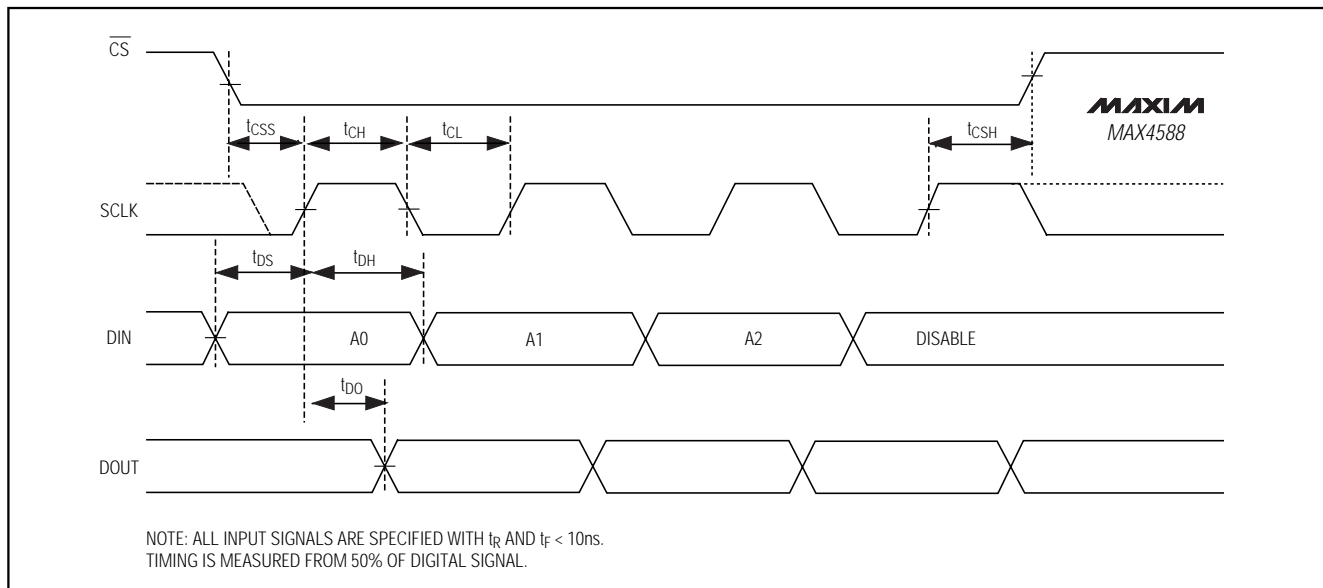 CS
MAXIM
MAX4588
tCSS
tCH
tCL
tCSH
SCLK
tDS
tDH
DIN
A0
A1
A2
DISABLE
tDO
DOUT
NOTE: ALL INPUT SIGNALS ARE SPECIFIED WITH tR AND tF < 10ns.
TIMING IS MEASURED FROM 50% OF DIGITAL SIGNAL.